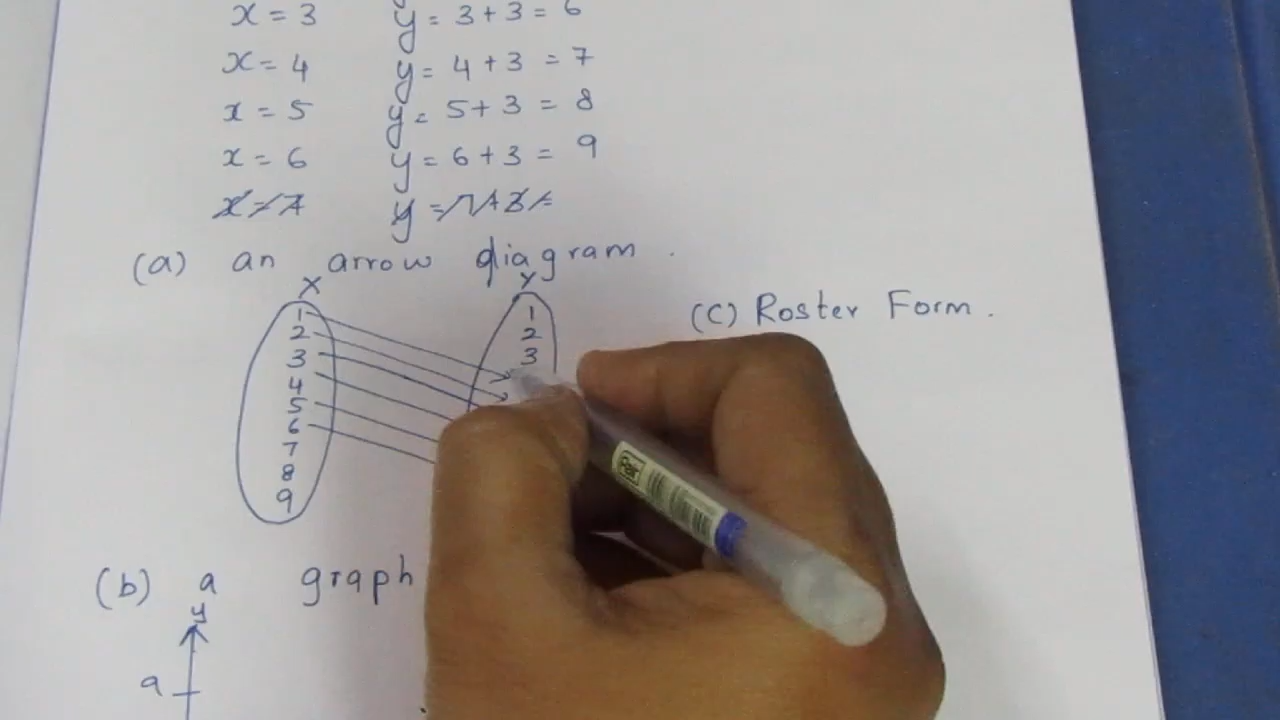 x = 3 y = 3 + 3 = 6
x = 4 y = 4 + 3 = 7
x = 5 y = 5 + 3 = 8
x = 6 y = 6 + 3 = 9
y =
(a) an arrow diagram .
X Y
1 1
2 2
3 3
4
5
6
7
8
9
(C) Roster Form .
(b) a graph
y
9